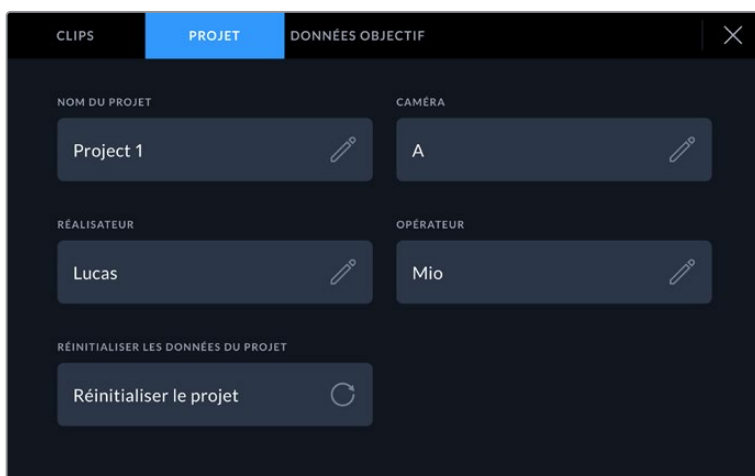 CLIPS
PROJET
DONNÉES OBJECTIF
NOM DU PROJET
CAMÉRA
Project 1
A
RÉALISATEUR
OPÉRATEUR
Lucas
Mio
RÉINITIALISER LES DONNÉES DU PROJET
Réinitialiser le projet